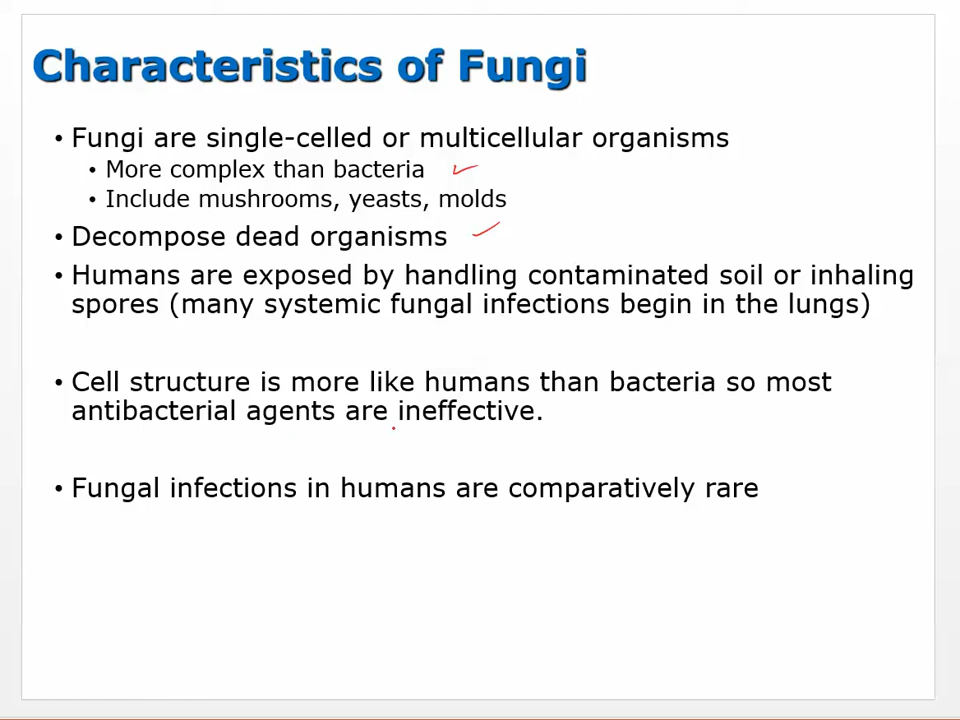 Characteristics of Fungi
• Fungi are single-celled or multicellular organisms
• More complex than bacteria
• Include mushrooms, yeasts, molds
• Decompose dead organisms
• Humans are exposed by handling contaminated soil or inhaling
spores (many systemic fungal infections begin in the lungs)
• Cell structure is more like humans than bacteria so most
antibacterial agents are ineffective.
• Fungal infections in humans are comparatively rare